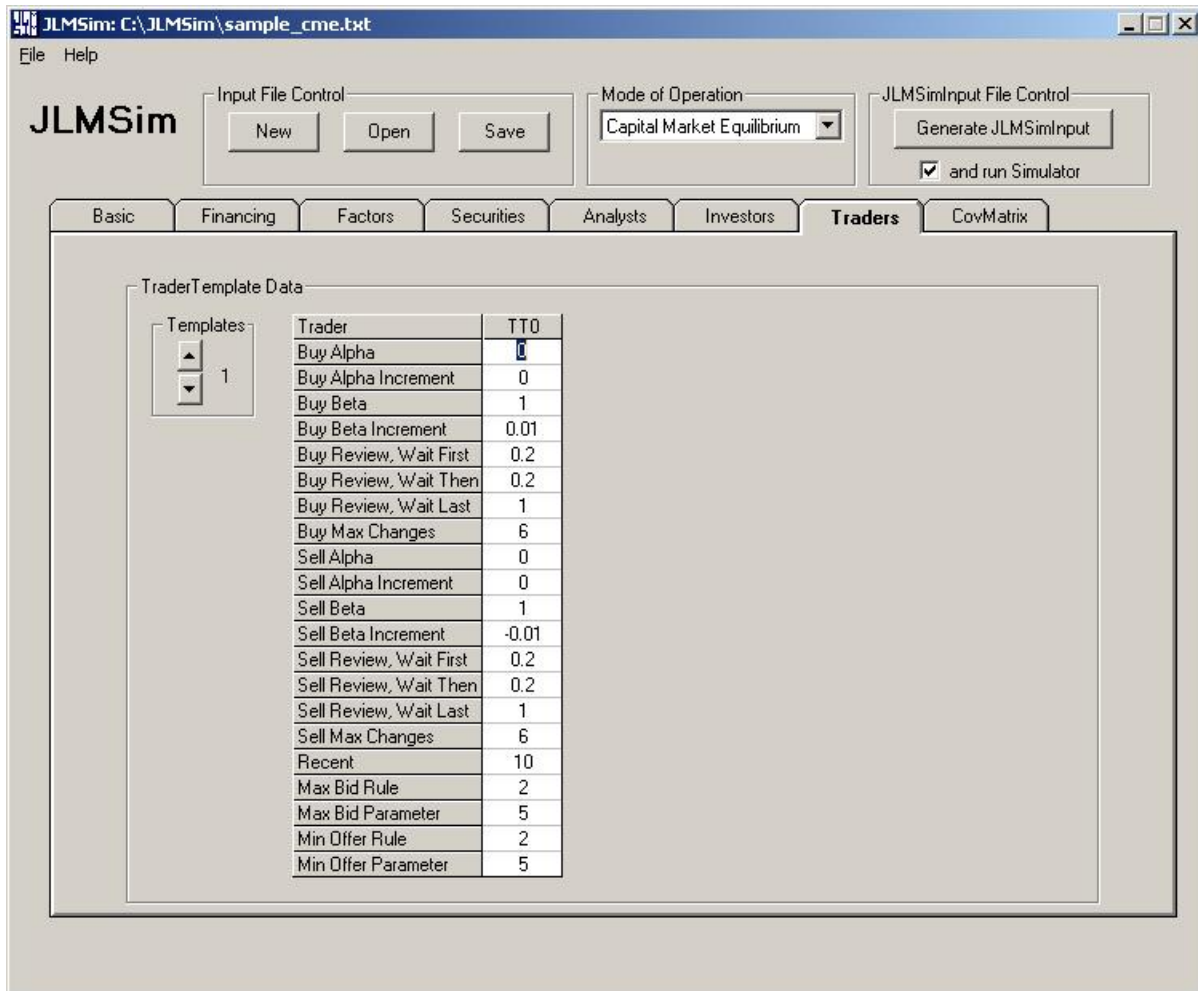 JLMSim: C:\JLMSim\sample_cme.txt
File Help
JLMSim
Input File Control
New Open Save
Mode of Operation
Capital Market Equilibrium
JLMSimInput File Control
Generate JLMSimInput
and run Simulator
Basic Financing Factors Securities Analysts Investors Traders CovMatrix
TraderTemplate Data
Templates
1
Trader TT0
Buy Alpha 0
Buy Alpha Increment 0
Buy Beta 1
Buy Beta Increment 0.01
Buy Review, Wait First 0.2
Buy Review, Wait Then 0.2
Buy Review, Wait Last 1
Buy Max Changes 6
Sell Alpha 0
Sell Alpha Increment 0
Sell Beta 1
Sell Beta Increment -0.01
Sell Review, Wait First 0.2
Sell Review, Wait Then 0.2
Sell Review, Wait Last 1
Sell Max Changes 6
Recent 10
Max Bid Rule 2
Max Bid Parameter 5
Min Offer Rule 2
Min Offer Parameter 5